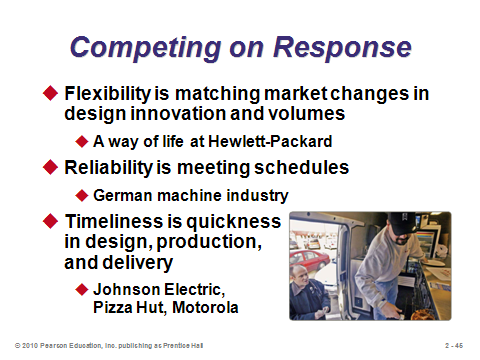 Competing on Response
Flexibility is matching market changes in
design innovation and volumes
A way of life at Hewlett-Packard
Reliability is meeting schedules
German machine industry
Timeliness is quickness
in design, production,
and delivery
Johnson Electric,
Pizza Hut, Motorola
© 2010 Pearson Education, Inc. publishing as Prentice Hall
2 - 45